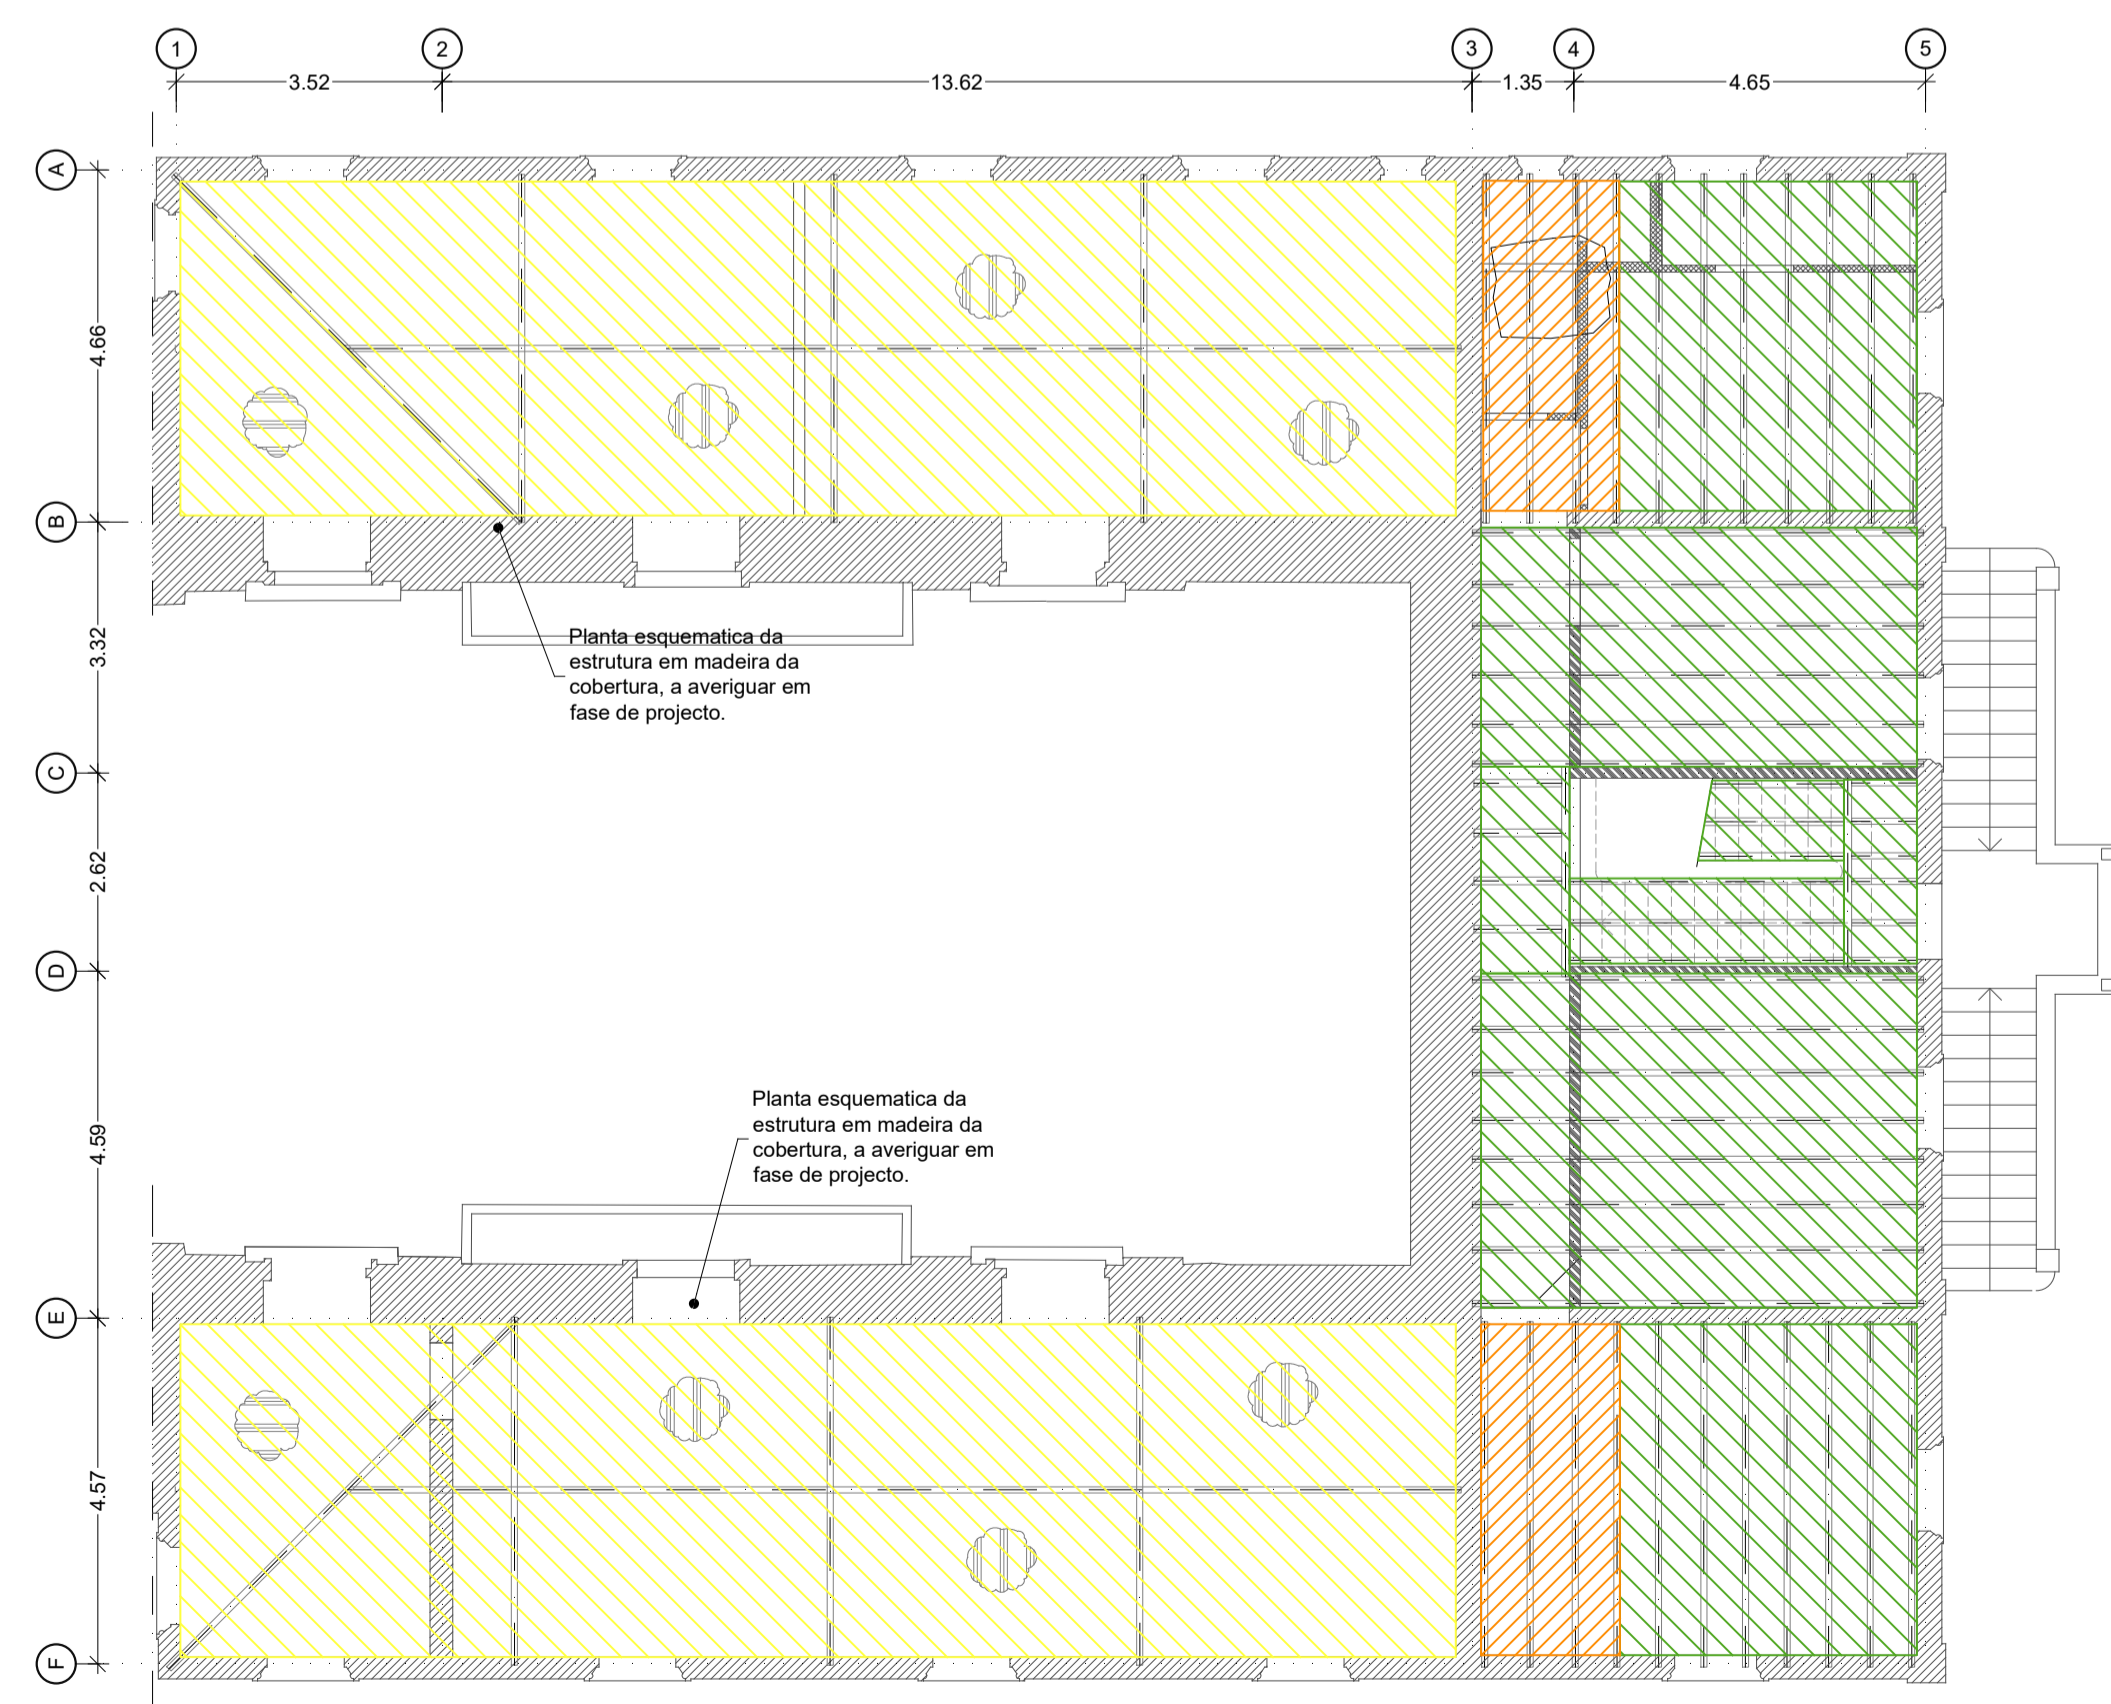 1 2 3 4 5
3.52 13.62 1.35 4.65
A
4.66
B
Planta esquematica da
estrutura em madeira da
cobertura, a averiguar em
fase de projecto.
3.32
C
2.62
D
Planta esquematica da
estrutura em madeira da
cobertura, a averiguar em
fase de projecto.
4.59
E
4.57
F